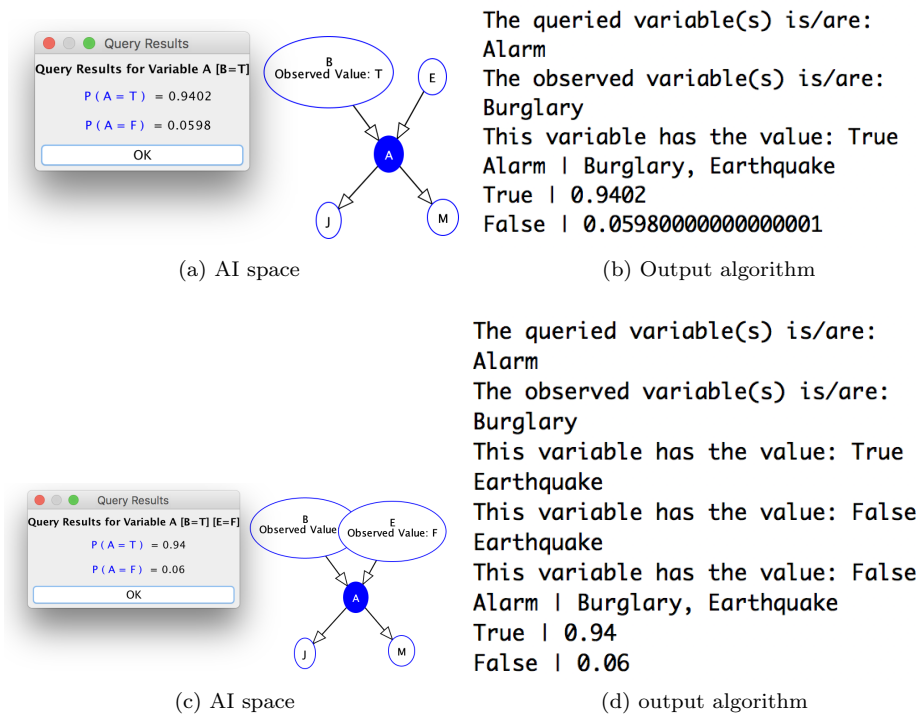 Query Results
Query Results for Variable A [B=T]
P ( A = T ) = 0.9402
P ( A = F ) = 0.0598
OK
B
Observed Value: T
E
A
J
M
The queried variable(s) is/are:
Alarm
The observed variable(s) is/are:
Burglary
This variable has the value: True
Alarm | Burglary, Earthquake
True | 0.9402
False | 0.05980000000000001
(a) AI space
(b) Output algorithm
Query Results
Query Results for Variable A [B=T] [E=F]
P ( A = T ) = 0.94
P ( A = F ) = 0.06
OK
B
Observed Value
E
Observed Value: F
A
J
M
The queried variable(s) is/are:
Alarm
The observed variable(s) is/are:
Burglary
This variable has the value: True
Earthquake
This variable has the value: False
Earthquake
This variable has the value: False
Alarm | Burglary, Earthquake
True | 0.94
False | 0.06
(c) AI space
(d) output algorithm